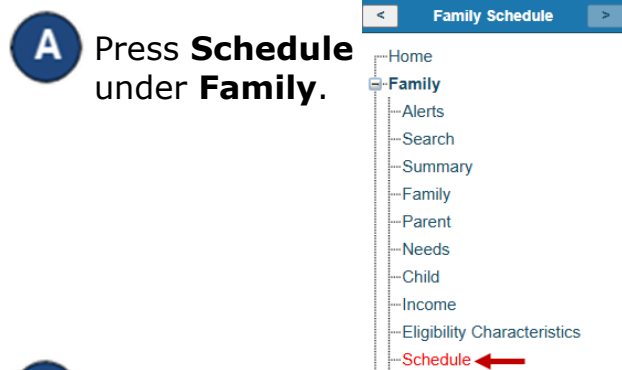 A
Press Schedule
under Family.
< Family Schedule >
Home
Family
Alerts
Search
Summary
Family
Parent
Needs
Child
Income
Eligibility Characteristics
Schedule